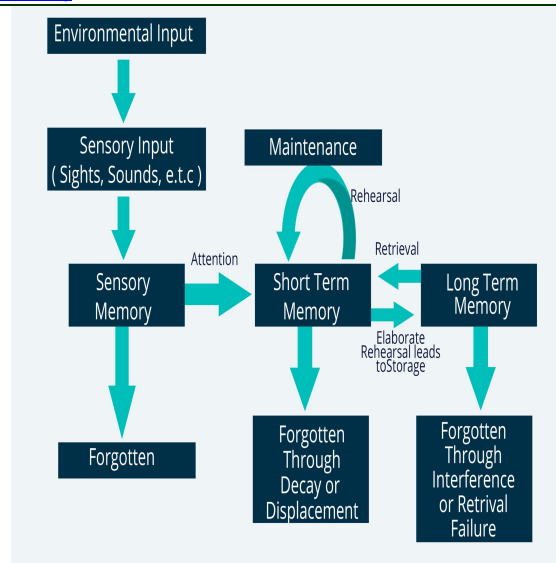 Environmental Input
Sensory Input
( Sights, Sounds, e.t.c )
Maintenance
Rehearsal
Attention
Retrieval
Sensory
Memory
Short Term
Memory
Long Term
Memory
Elaborate
Rehearsal leads
toStorage
Forgotten
Forgotten
Through
Decay or
Displacement
Forgotten
Through
Interference
or Retrival
Failure